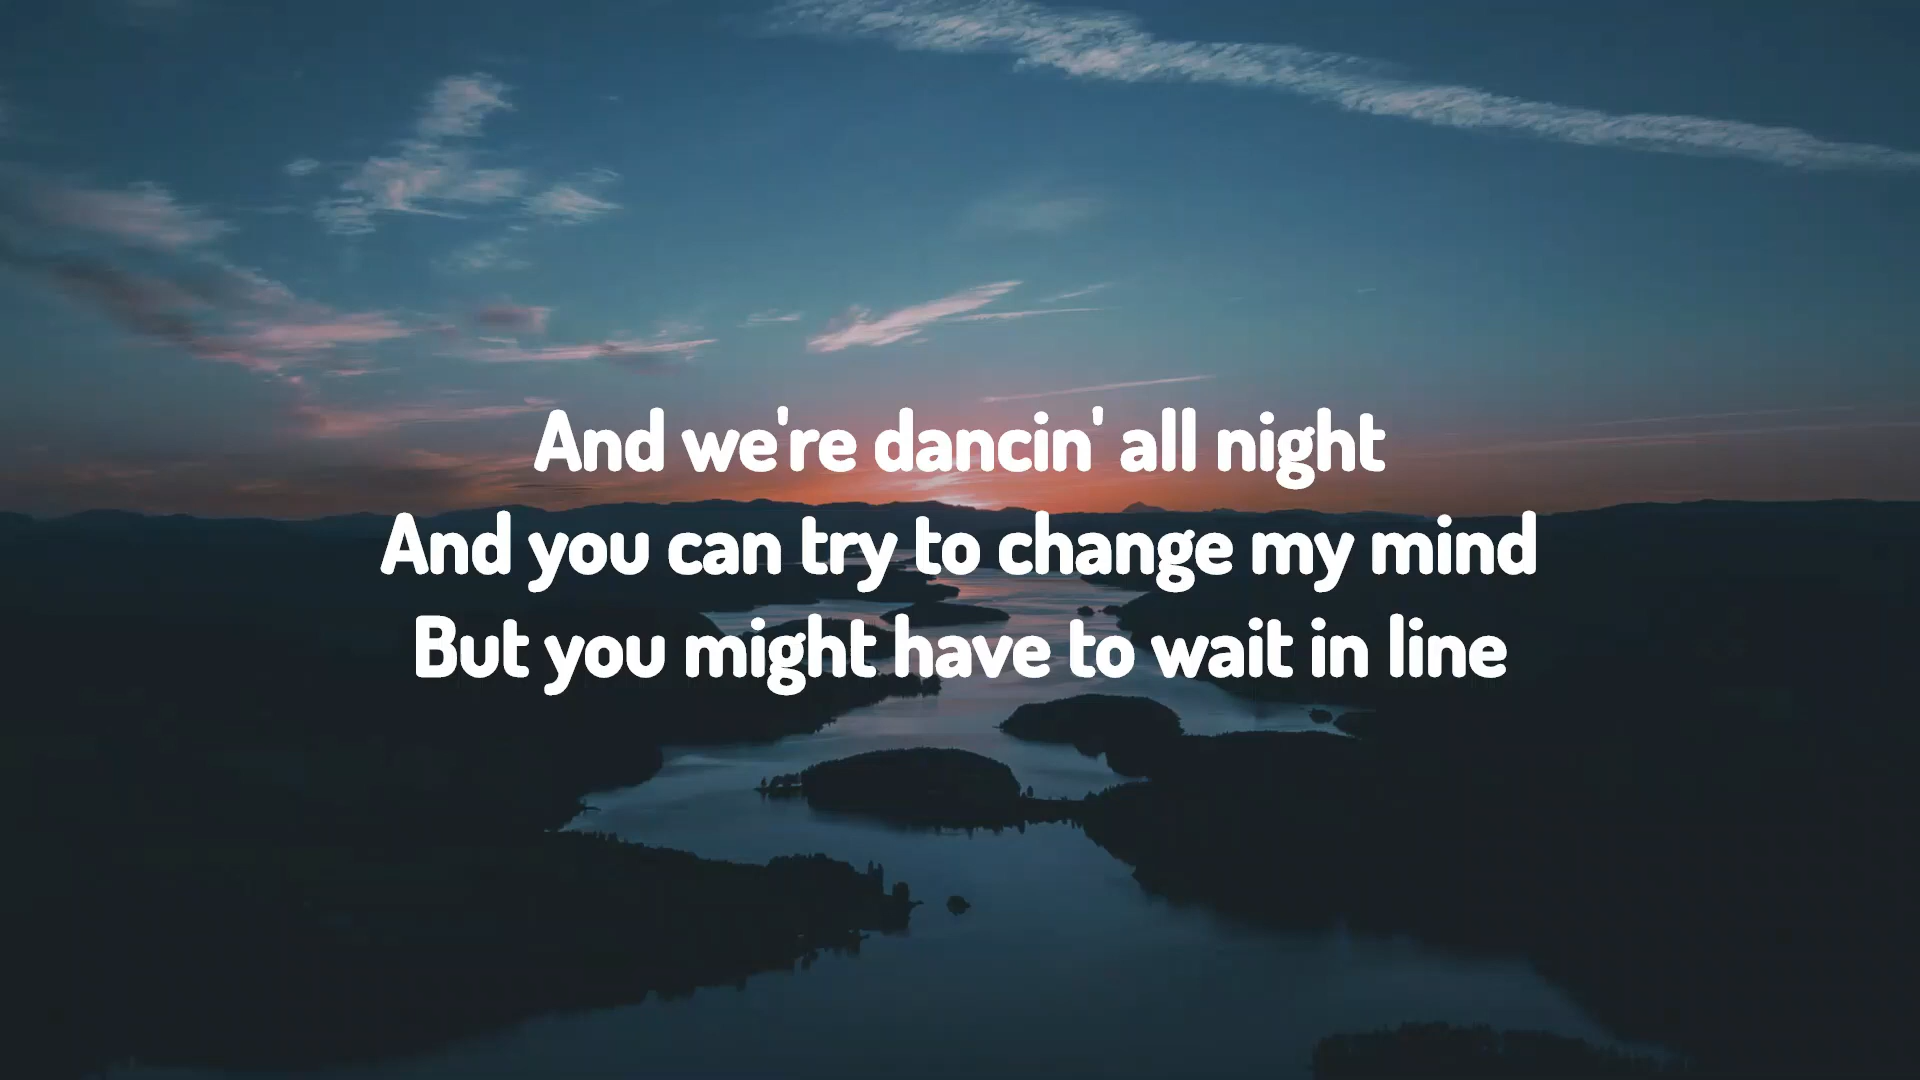 And we're dancin' all night
And you can try to change my mind
But you might have to wait in line